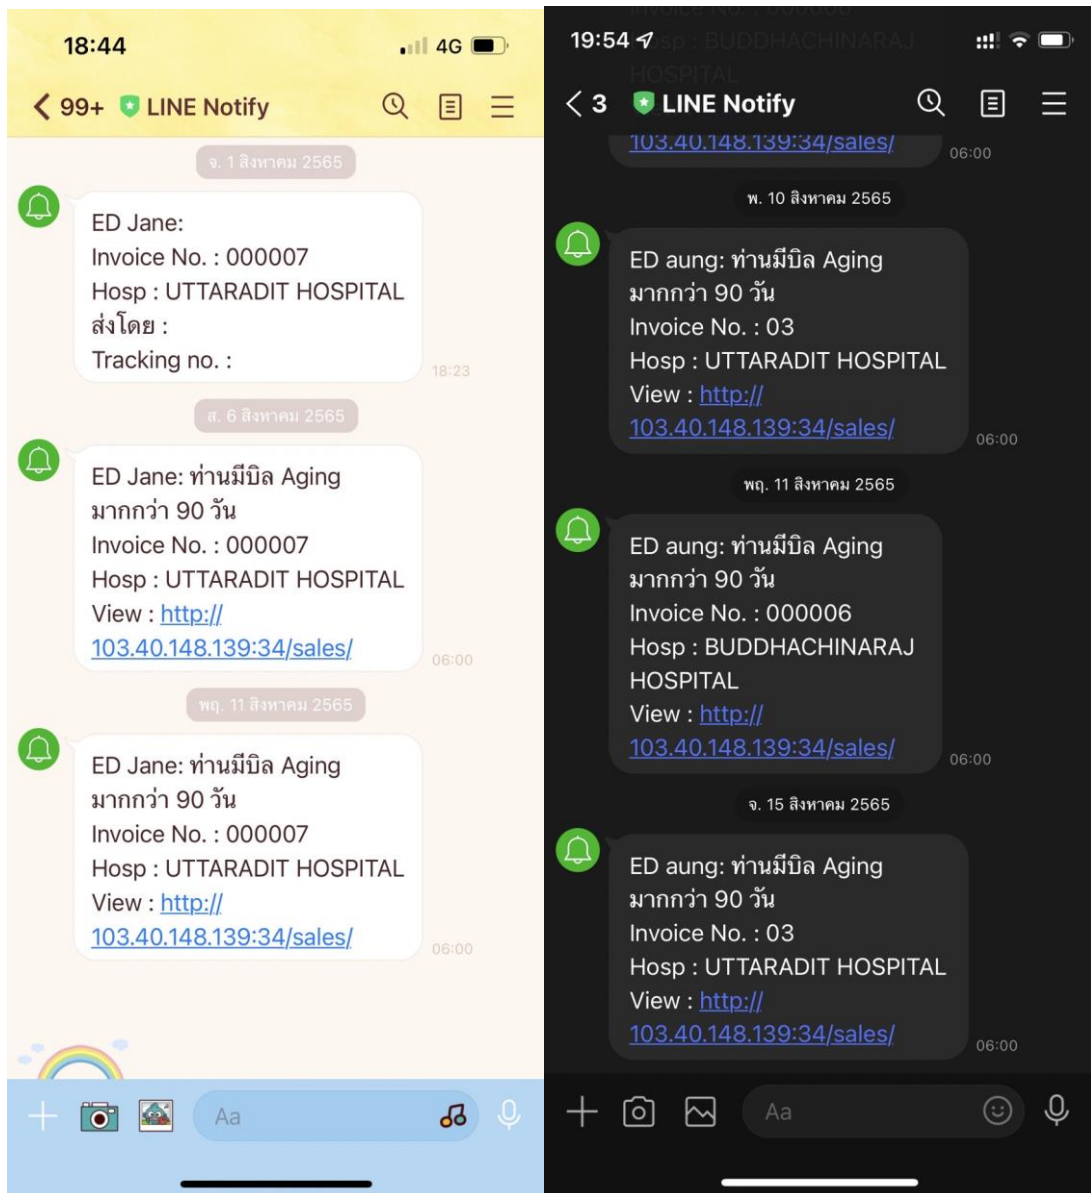 18:44
4G
99+ LINE Notify
จ. 1 สิงหาคม 2565
ED Jane:
Invoice No. : 000007
Hosp : UTTARADIT HOSPITAL
ส่งโดย :
Tracking no. :
18:23
ส. 6 สิงหาคม 2565
ED Jane: ท่านมีบิล Aging
มากกว่า 90 วัน
Invoice No. : 000007
Hosp : UTTARADIT HOSPITAL
View : http://
103.40.148.139:34/sales/
06:00
พฤ. 11 สิงหาคม 2565
ED Jane: ท่านมีบิล Aging
มากกว่า 90 วัน
Invoice No. : 000007
Hosp : UTTARADIT HOSPITAL
View : http://
103.40.148.139:34/sales/
06:00
Aa
Invoice No. : 000006
19:54
Hosp : BUDDHACHINARAJ
HOSPITAL
3 LINE Notify
103.40.148.139:34/sales/
06:00
พ. 10 สิงหาคม 2565
ED aung: ท่านมีบิล Aging
มากกว่า 90 วัน
Invoice No. : 03
Hosp : UTTARADIT HOSPITAL
View : http://
103.40.148.139:34/sales/
06:00
พฤ. 11 สิงหาคม 2565
ED aung: ท่านมีบิล Aging
มากกว่า 90 วัน
Invoice No. : 000006
Hosp : BUDDHACHINARAJ
HOSPITAL
View : http://
103.40.148.139:34/sales/
06:00
จ. 15 สิงหาคม 2565
ED aung: ท่านมีบิล Aging
มากกว่า 90 วัน
Invoice No. : 03
Hosp : UTTARADIT HOSPITAL
View : http://
103.40.148.139:34/sales/
06:00
Aa